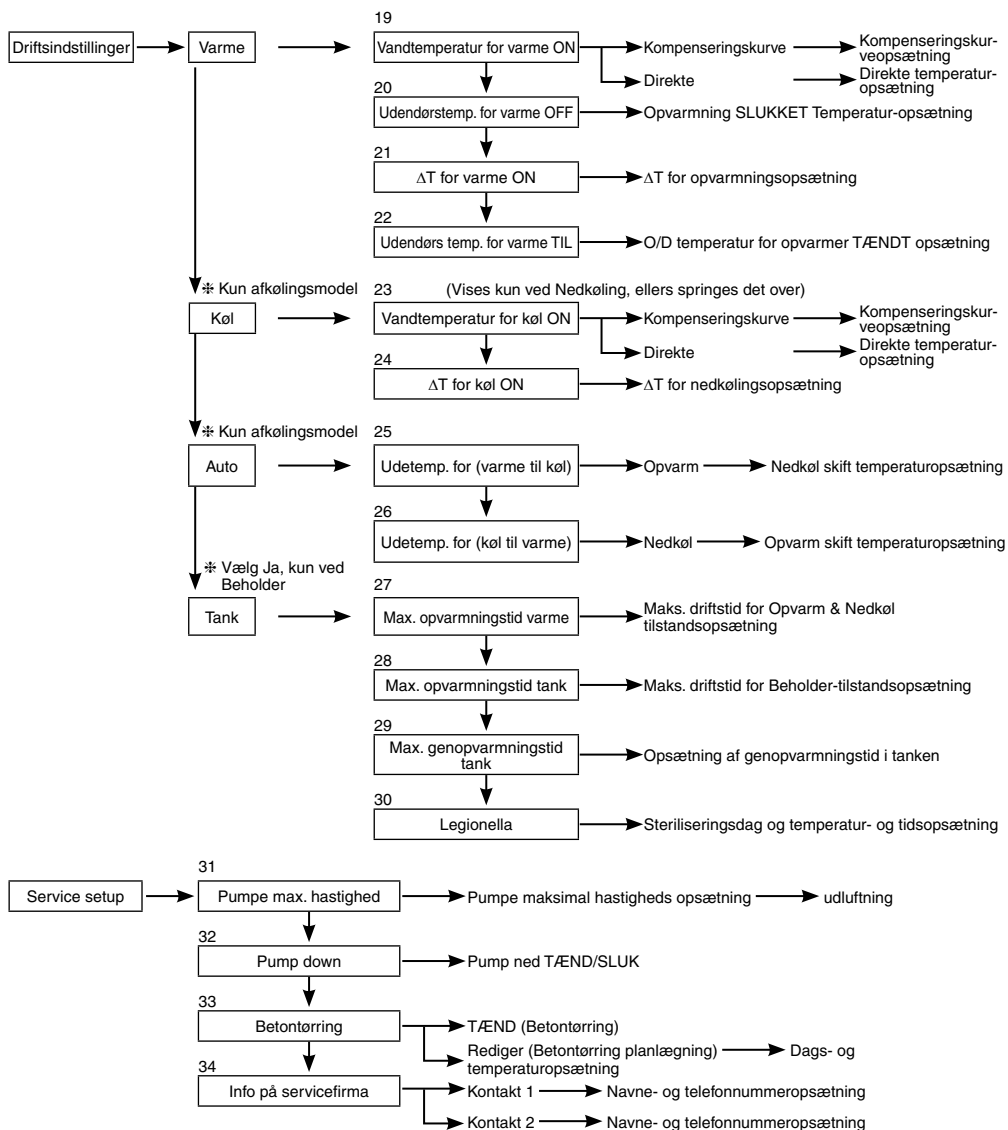 19
Driftsindstillinger
Varme
Vandtemperatur for varme ON
Kompenseringskurve
Kompenseringskur-
veopsætning
Direkte
Direkte temperatur-
opsætning
20
Udendørstemp. for varme OFF
Opvarmning SLUKKET Temperatur-opsætning
21
ΔT for varme ON
ΔT for opvarmningsopsætning
22
Udendørs temp. for varme TIL
O/D temperatur for opvarmer TÆNDT opsætning
❊ Kun afkølingsmodel
23
(Vises kun ved Nedkøling, ellers springes det over)
Køl
Vandtemperatur for køl ON
Kompenseringskurve
Kompenseringskur-
veopsætning
Direkte
Direkte temperatur-
opsætning
24
ΔT for køl ON
ΔT for nedkølingsopsætning
❊ Kun afkølingsmodel
25
Auto
Udetemp. for (varme til køl)
Opvarm
Nedkøl skift temperaturopsætning
26
Udetemp. for (køl til varme)
Nedkøl
Opvarm skift temperaturopsætning
❊ Vælg Ja, kun ved
Beholder
27
Tank
Max. opvarmningstid varme
Maks. driftstid for Opvarm & Nedkøl
tilstandsopsætning
28
Max. opvarmningstid tank
Maks. driftstid for Beholder-tilstandsopsætning
29
Max. genopvarmningstid
tank
Opsætning af genopvarmningstid i tanken
30
Legionella
Steriliseringsdag og temperatur- og tidsopsætning
31
Service setup
Pumpe max. hastighed
Pumpe maksimal hastigheds opsætning
udluftning
32
Pump down
Pump ned TÆND/SLUK
33
Betontørring
TÆND (Betontørring)
Rediger (Betontørring planlægning)
temperaturopsætning
Dags- og
34
Info på servicefirma
Kontakt 1
Navne- og telefonnummeropsætning
Kontakt 2
Navne- og telefonnummeropsætning